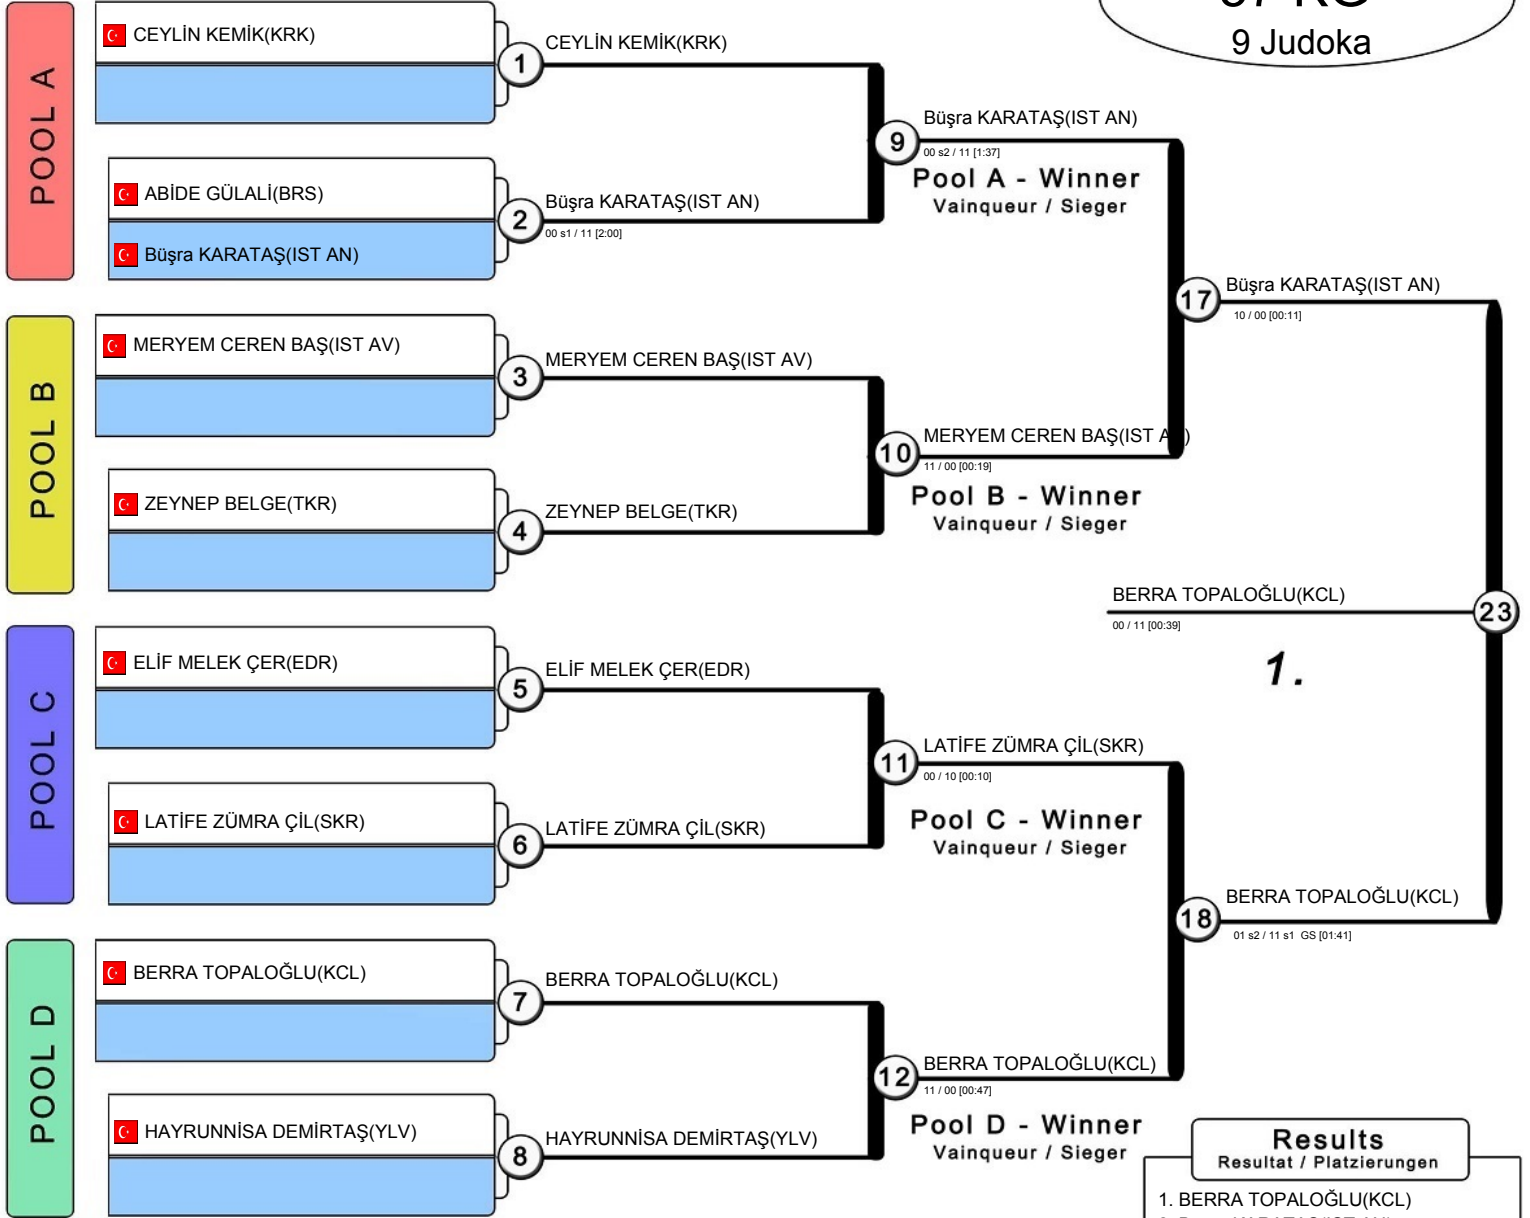 9 Judoka
POOL A
CEYLİN KEMİK(KRK)
1
CEYLİN KEMİK(KRK)
ABİDE GÜLALİ(BRS)
Büşra KARATAŞ(IST AN)
2
Büşra KARATAŞ(IST AN)
00 s1 / 11 [2:00]
9
Büşra KARATAŞ(IST AN)
00 s2 / 11 [1:37]
Pool A - Winner
Vainqueur / Sieger
POOL B
MERYEM CEREN BAŞ(IST AV)
3
MERYEM CEREN BAŞ(IST AV)
ZEYNEP BELGE(TKR)
4
ZEYNEP BELGE(TKR)
10
MERYEM CEREN BAŞ(IST A )
11 / 00 [00:19]
Pool B - Winner
Vainqueur / Sieger
17
Büşra KARATAŞ(IST AN)
10 / 00 [00:11]
BERRA TOPALOĞLU(KCL)
00 / 11 [00:39]
23
1.
POOL C
ELİF MELEK ÇER(EDR)
5
ELİF MELEK ÇER(EDR)
LATİFE ZÜMRA ÇİL(SKR)
6
LATİFE ZÜMRA ÇİL(SKR)
11
LATİFE ZÜMRA ÇİL(SKR)
00 / 10 [00:10]
Pool C - Winner
Vainqueur / Sieger
18
BERRA TOPALOĞLU(KCL)
01 s2 / 11 s1 GS [01:41]
POOL D
BERRA TOPALOĞLU(KCL)
7
BERRA TOPALOĞLU(KCL)
HAYRUNNİSA DEMİRTAŞ(YLV)
8
HAYRUNNİSA DEMİRTAŞ(YLV)
12
BERRA TOPALOĞLU(KCL)
11 / 00 [00:47]
Pool D - Winner
Vainqueur / Sieger
Results
Resultat / Platzierungen
1. BERRA TOPALOĞLU(KCL)